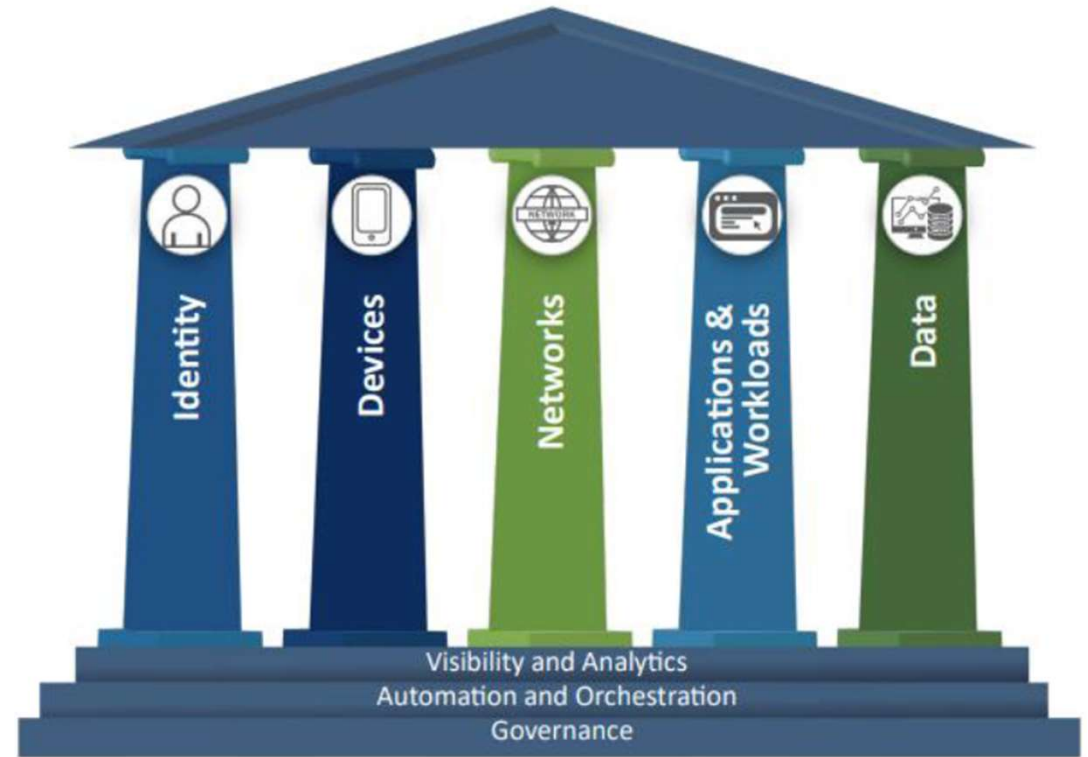 NETWORK
Identity
Devices
Networks
Applications &
Workloads
Data
Visibility and Analytics
Automation and Orchestration
Governance